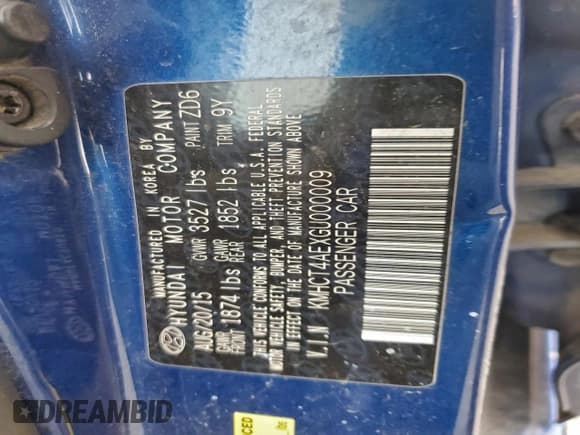 MANUFACTURED IN KOREA BY
HYUNDAI MOTOR COMPANY
AUG/2015 GVWR 3527 lbs PAINT ZD6
GAWR FRONT 1874 lbs GAWR REAR 1852 lbs TRIM 9Y
THIS VEHICLE CONFORMS TO ALL APPLICABLE U.S.A. FEDERAL
MOTOR VEHICLE SAFETY, BUMPER, AND THEFT PREVENTION STANDARDS
IN EFFECT ON THE DATE OF MANUFACTURE SHOWN ABOVE
V.I.N KMHCT4AEXGU000009
PASSENGER CAR
DREAMBID